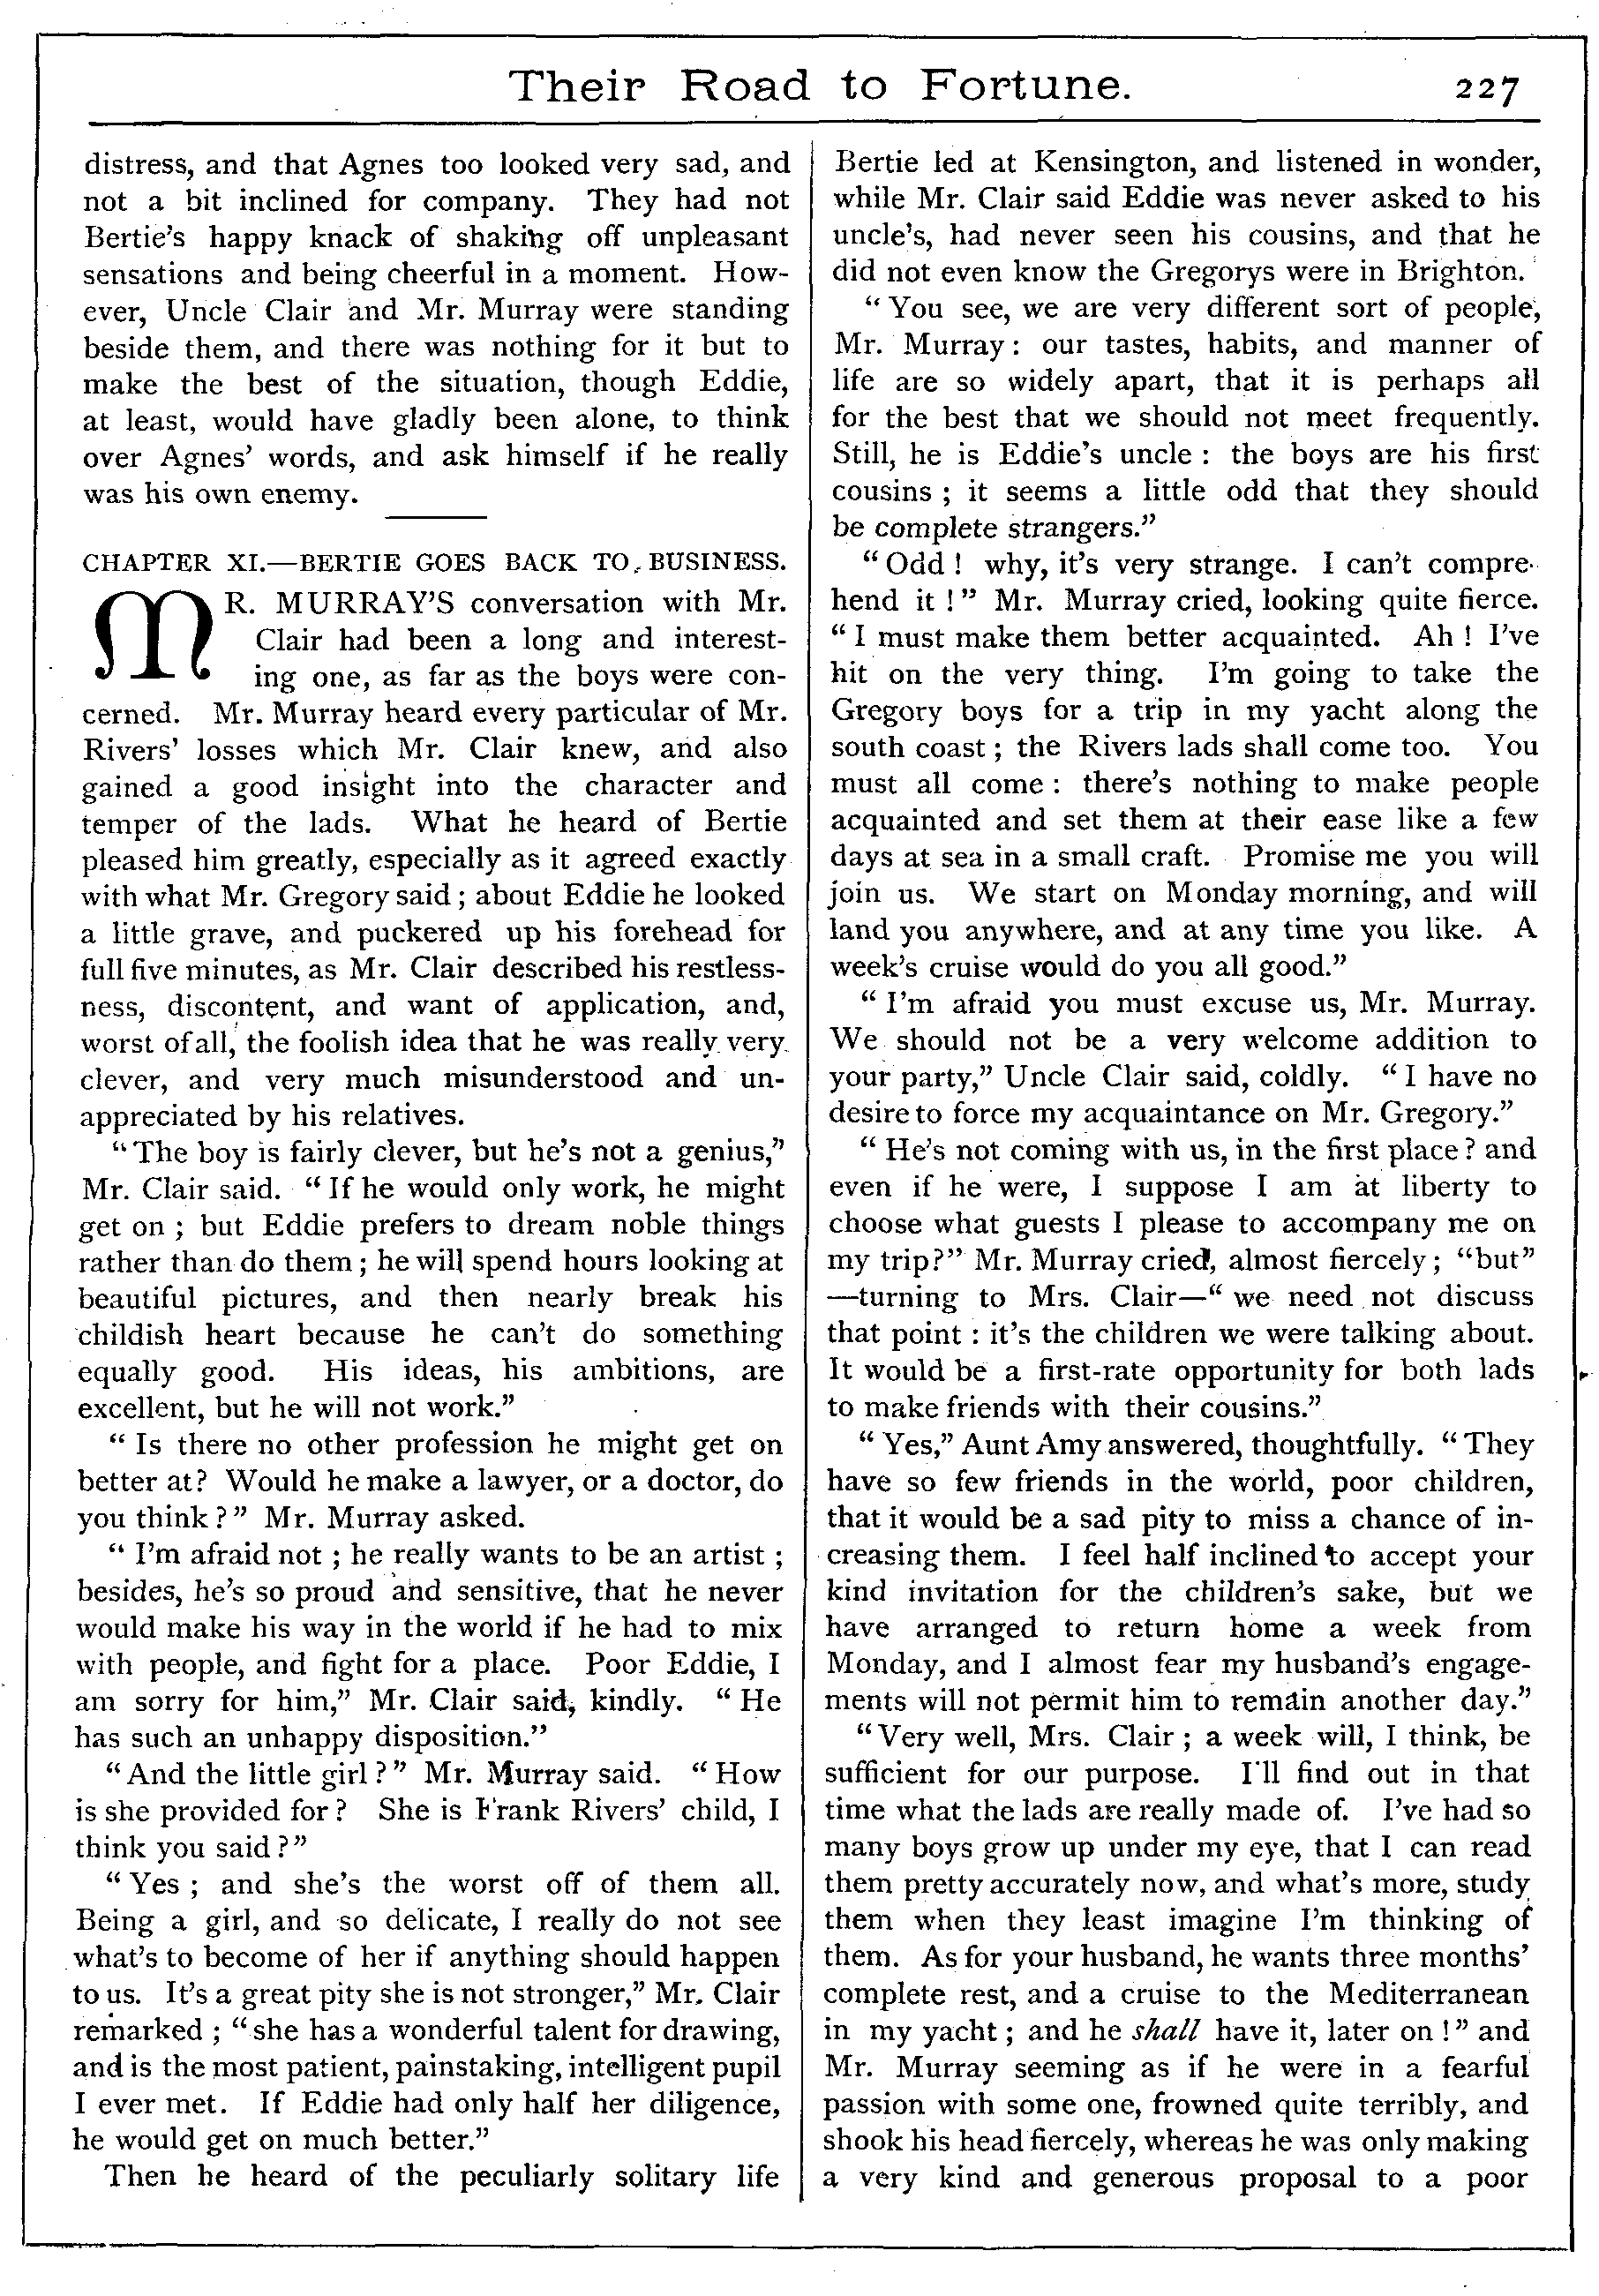 Their Road to Fortune.
227
distress, and that Agnes too looked very sad, and
not a bit inclined for company. They had not
Bertie's happy knack of shaking off unpleasant
sensations and being cheerful in a moment. How-
ever, Uncle Clair and Mr. Murray were standing
beside them, and there was nothing for it but to
make the best of the situation, though Eddie,
at least, would have gladly been alone, to think
over Agnes' words, and ask himself if he really
was his own enemy.
CHAPTER XI.—BERTIE GOES BACK TO BUSINESS.
MR. MURRAY'S conversation with Mr.
Clair had been a long and interest-
ing one, as far as the boys were con-
cerned. Mr. Murray heard every particular of Mr.
Rivers' losses which Mr. Clair knew, and also
gained a good insight into the character and
temper of the lads. What he heard of Bertie
pleased him greatly, especially as it agreed exactly
with what Mr. Gregory said; about Eddie he looked
a little grave, and puckered up his forehead for
full five minutes, as Mr. Clair described his restless-
ness, discontent, and want of application, and,
worst of all, the foolish idea that he was really very
clever, and very much misunderstood and un-
appreciated by his relatives.
"The boy is fairly clever, but he's not a genius,"
Mr. Clair said. "If he would only work, he might
get on; but Eddie prefers to dream noble things
rather than do them; he will spend hours looking at
beautiful pictures, and then nearly break his
childish heart because he can't do something
equally good. His ideas, his ambitions, are
excellent, but he will not work."
"Is there no other profession he might get on
better at? Would he make a lawyer, or a doctor, do
you think?" Mr. Murray asked.
"I'm afraid not; he really wants to be an artist;
besides, he's so proud and sensitive, that he never
would make his way in the world if he had to mix
with people, and fight for a place. Poor Eddie, I
am sorry for him," Mr. Clair said, kindly. "He
has such an unhappy disposition."
"And the little girl?" Mr. Murray said. "How
is she provided for? She is Frank Rivers' child, I
think you said?"
"Yes; and she's the worst off of them all.
Being a girl, and so delicate, I really do not see
what's to become of her if anything should happen
to us. It's a great pity she is not stronger," Mr. Clair
remarked; "she has a wonderful talent for drawing,
and is the most patient, painstaking, intelligent pupil
I ever met. If Eddie had only half her diligence,
he would get on much better."
Then he heard of the peculiarly solitary life
Bertie led at Kensington, and listened in wonder,
while Mr. Clair said Eddie was never asked to his
uncle's, had never seen his cousins, and that he
did not even know the Gregorys were in Brighton.
"You see, we are very different sort of people,
Mr. Murray: our tastes, habits, and manner of
life are so widely apart, that it is perhaps all
for the best that we should not meet frequently.
Still, he is Eddie's uncle: the boys are his first
cousins; it seems a little odd that they should
be complete strangers."
"Odd! why, it's very strange. I can't compre-
hend it!" Mr. Murray cried, looking quite fierce.
"I must make them better acquainted. Ah! I've
hit on the very thing. I'm going to take the
Gregory boys for a trip in my yacht along the
south coast; the Rivers lads shall come too. You
must all come: there's nothing to make people
acquainted and set them at their ease like a few
days at sea in a small craft. Promise me you will
join us. We start on Monday morning, and will
land you anywhere, and at any time you like. A
week's cruise would do you all good."
"I'm afraid you must excuse us, Mr. Murray.
We should not be a very welcome addition to
your party," Uncle Clair said, coldly. "I have no
desire to force my acquaintance on Mr. Gregory."
"He's not coming with us, in the first place? and
even if he were, I suppose I am at liberty to
choose what guests I please to accompany me on
my trip?" Mr. Murray cried, almost fiercely; "but"
—turning to Mrs. Clair—"we need not discuss
that point: it's the children we were talking about.
It would be a first-rate opportunity for both lads
to make friends with their cousins."
"Yes," Aunt Amy answered, thoughtfully. "They
have so few friends in the world, poor children,
that it would be a sad pity to miss a chance of in-
creasing them. I feel half inclined to accept your
kind invitation for the children's sake, but we
have arranged to return home a week from
Monday, and I almost fear my husband's engage-
ments will not permit him to remain another day."
"Very well, Mrs. Clair; a week will, I think, be
sufficient for our purpose. I'll find out in that
time what the lads are really made of. I've had so
many boys grow up under my eye, that I can read
them pretty accurately now, and what's more, study
them when they least imagine I'm thinking of
them. As for your husband, he wants three months'
complete rest, and a cruise to the Mediterranean
in my yacht; and he shall have it, later on!" and
Mr. Murray seeming as if he were in a fearful
passion with some one, frowned quite terribly, and
shook his head fiercely, whereas he was only making
a very kind and generous proposal to a poor